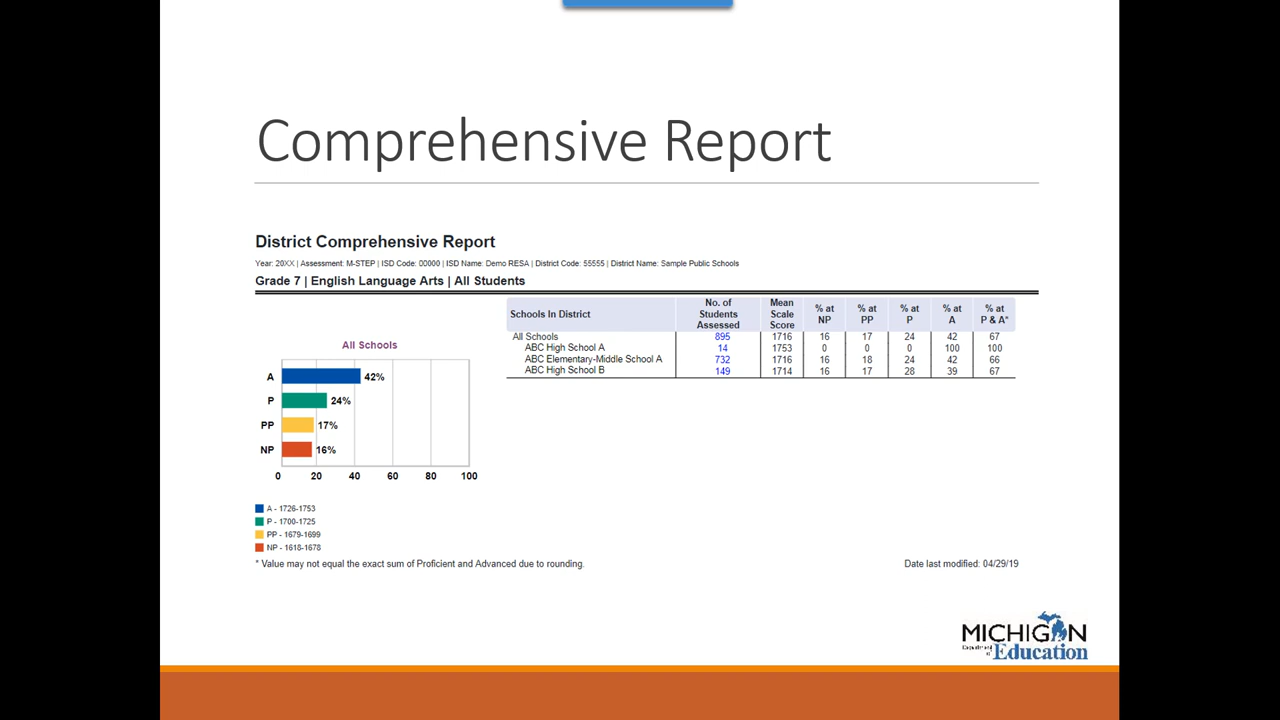 Comprehensive Report
District Comprehensive Report
Year: 20XX | Assessment: M-STEP | ISD Code: 00000 | ISD Name: Demo RESA | District Code: 55555 | District Name: Sample Public Schools
Grade 7 | English Language Arts | All Students
Schools In District No. of Students Assessed Mean Scale Score % at NP % at PP % at P % at A % at P & A*
All Schools 895 1716 16 17 24 42 67
ABC High School A 14 1753 0 0 0 100 100
ABC Elementary-Middle School A 732 1716 16 18 24 42 66
ABC High School B 149 1714 16 17 28 39 67
All Schools
A 42%
P 24%
PP 17%
NP 16%
0 20 40 60 80 100
A - 1726-1753
P - 1700-1725
PP - 1679-1699
NP - 1618-1678
* Value may not equal the exact sum of Proficient and Advanced due to rounding.
Date last modified: 04/29/19
MICHIGAN
Department of Education